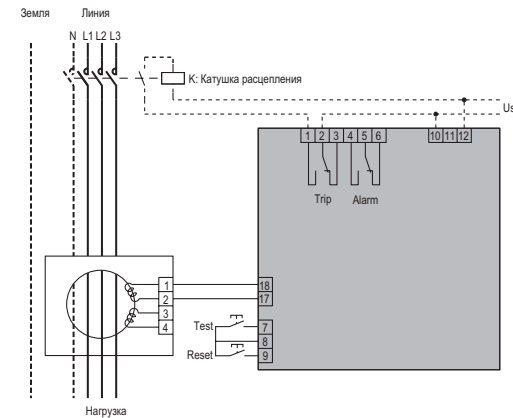 Земля Линия
N L1 L2 L3
K: Катушка расцепления
Us
1 2 3 4 5 6 10 11 12
Trip Alarm
1 18
2 17
3
4
Test 7
8
Reset 9
Нагрузка